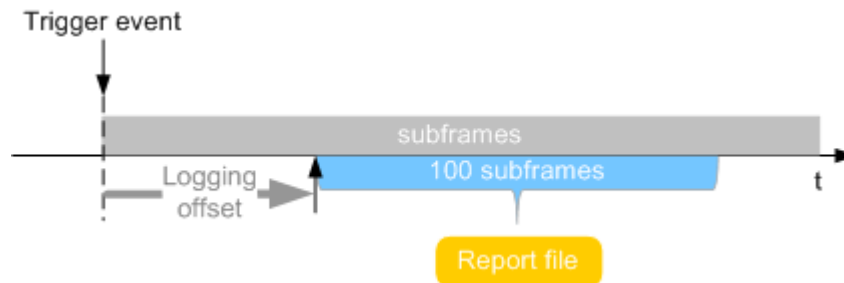 Trigger event
subframes
Logging
offset
100 subframes
t
Report file